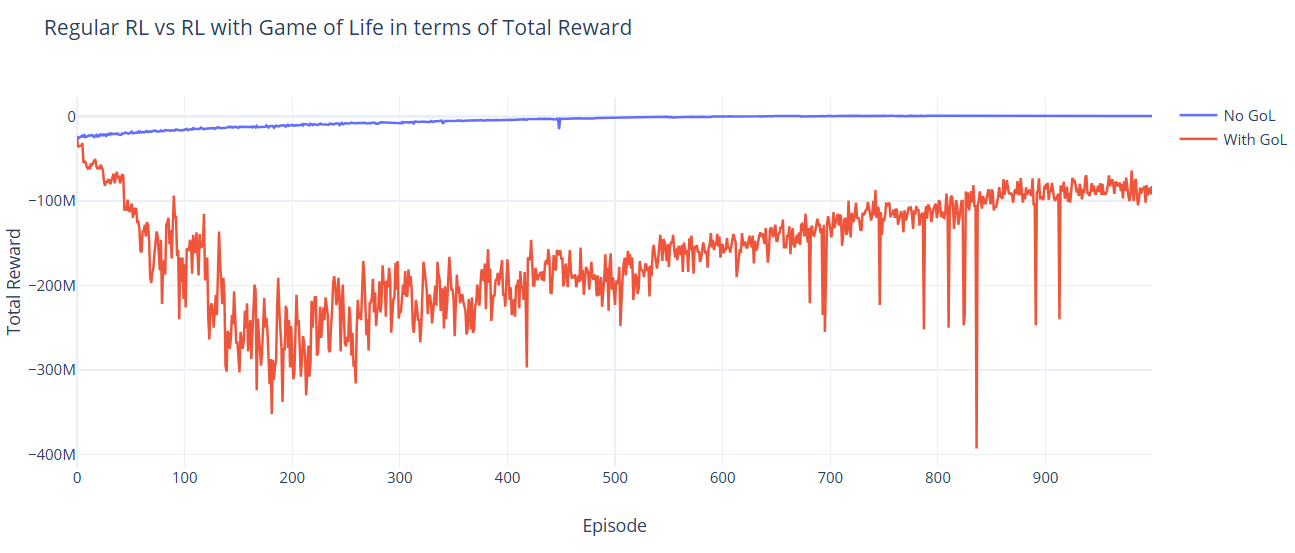 Regular RL vs RL with Game of Life in terms of Total Reward
No GoL
With GoL
Total Reward
0
−100M
−200M
−300M
−400M
0 100 200 300 400 500 600 700 800 900
Episode